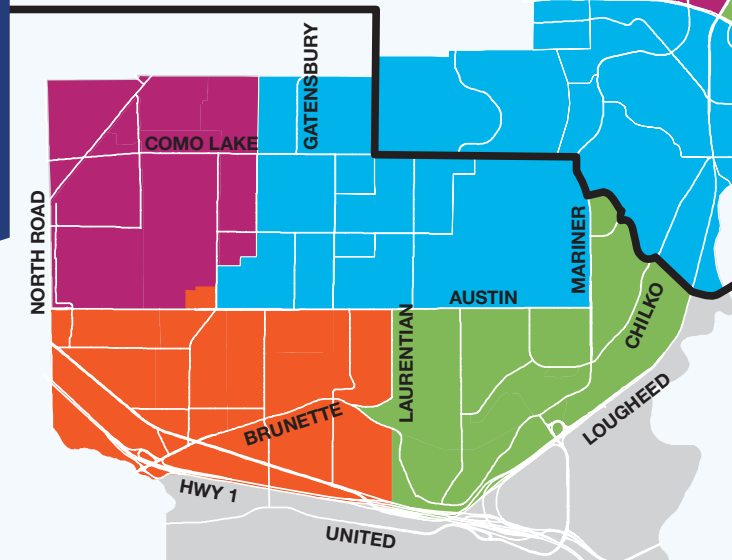 GATENSBURY
COMO LAKE
NORTH ROAD
MARINER
AUSTIN
CHILKO
LAURENTIAN
BRUNETTE
LOUGHEED
HWY 1
UNITED